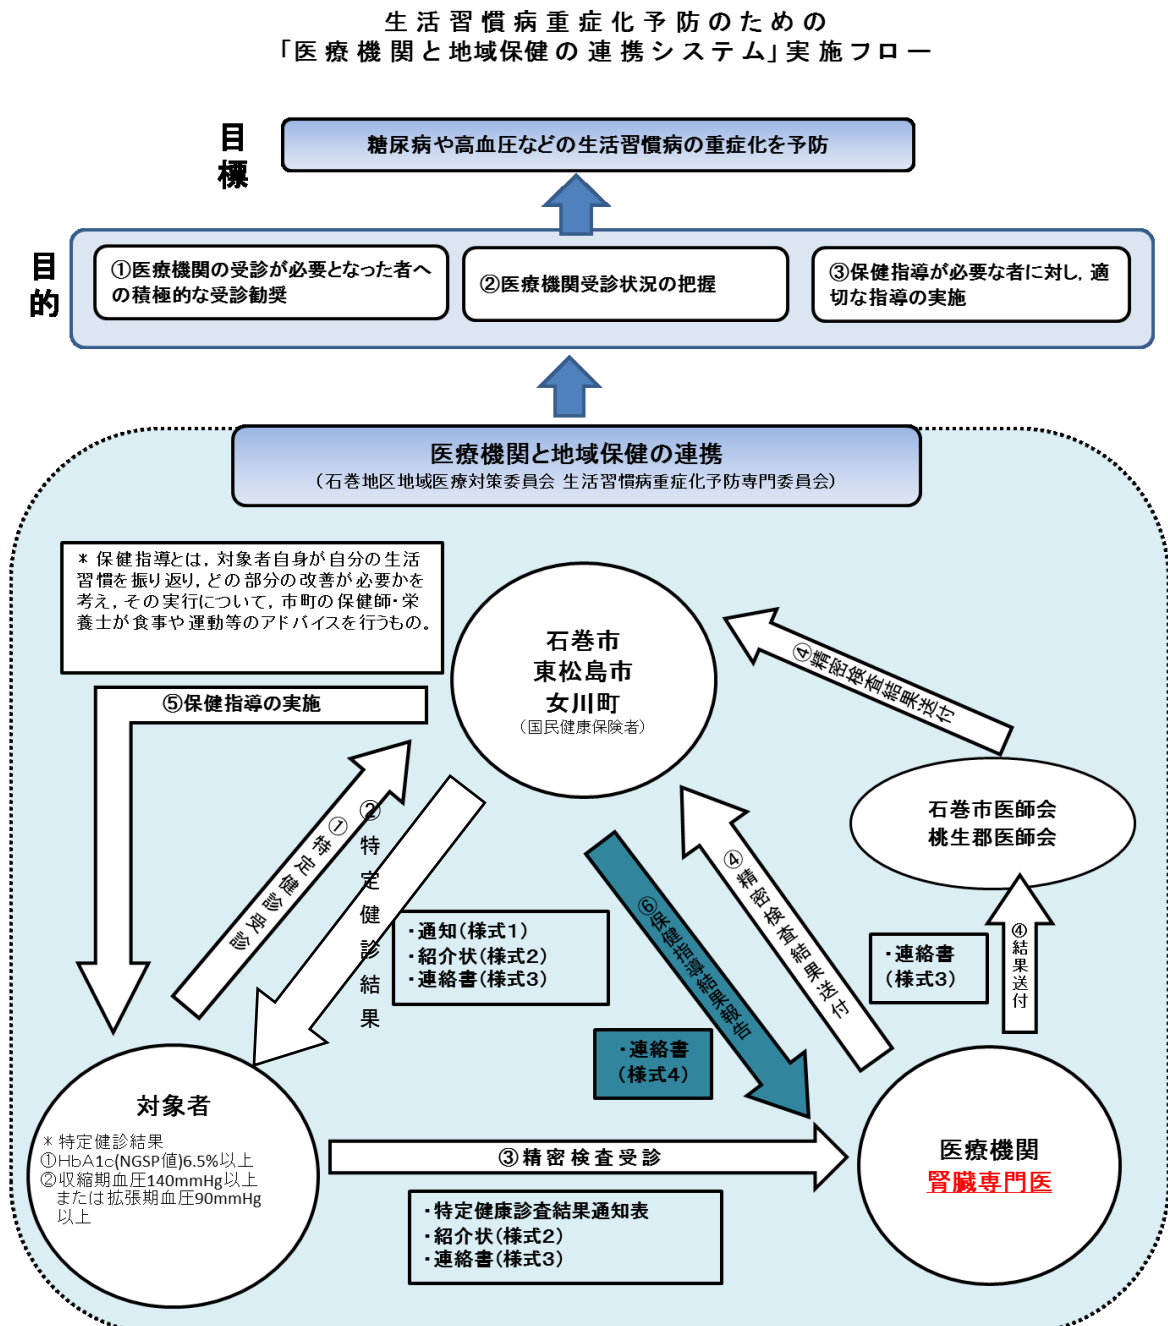 生活習慣病重症化予防のための
「医療機関と地域保健の連携システム」実施フロー
目標
糖尿病や高血圧などの生活習慣病の重症化を予防
目的
①医療機関の受診が必要となった者へ
の積極的な受診勧奨
②医療機関受診状況の把握
③保健指導が必要な者に対し，適
切な指導の実施
医療機関と地域保健の連携
（石巻地区地域医療対策委員会 生活習慣病重症化予防専門委員会）
＊ 保健指導とは，対象者自身が自分の生活
習慣を振り返り，どの部分の改善が必要かを
考え，その実行について，市町の保健師・栄
養士が食事や運動等のアドバイスを行うもの。
石巻市
東松島市
女川町
（国民健康保険者）
④精密検査結果送付
⑤保健指導の実施
石巻市医師会
桃生郡医師会
①特定健診受診
②特定健診結果
・通知（様式１）
・紹介状（様式２）
・連絡書（様式３）
⑥保健指導結果報告
④精密検査結果送付
・連絡書
（様式３）
④結果送付
・連絡書
（様式４）
対象者
＊ 特定健診結果
①HbA1c(NGSP値)6.5%以上
②収縮期血圧140mmHg以上
または拡張期血圧90mmHg
以上
③精密検査受診
・特定健康診査結果通知表
・紹介状（様式２）
・連絡書（様式３）
医療機関
腎臓専門医